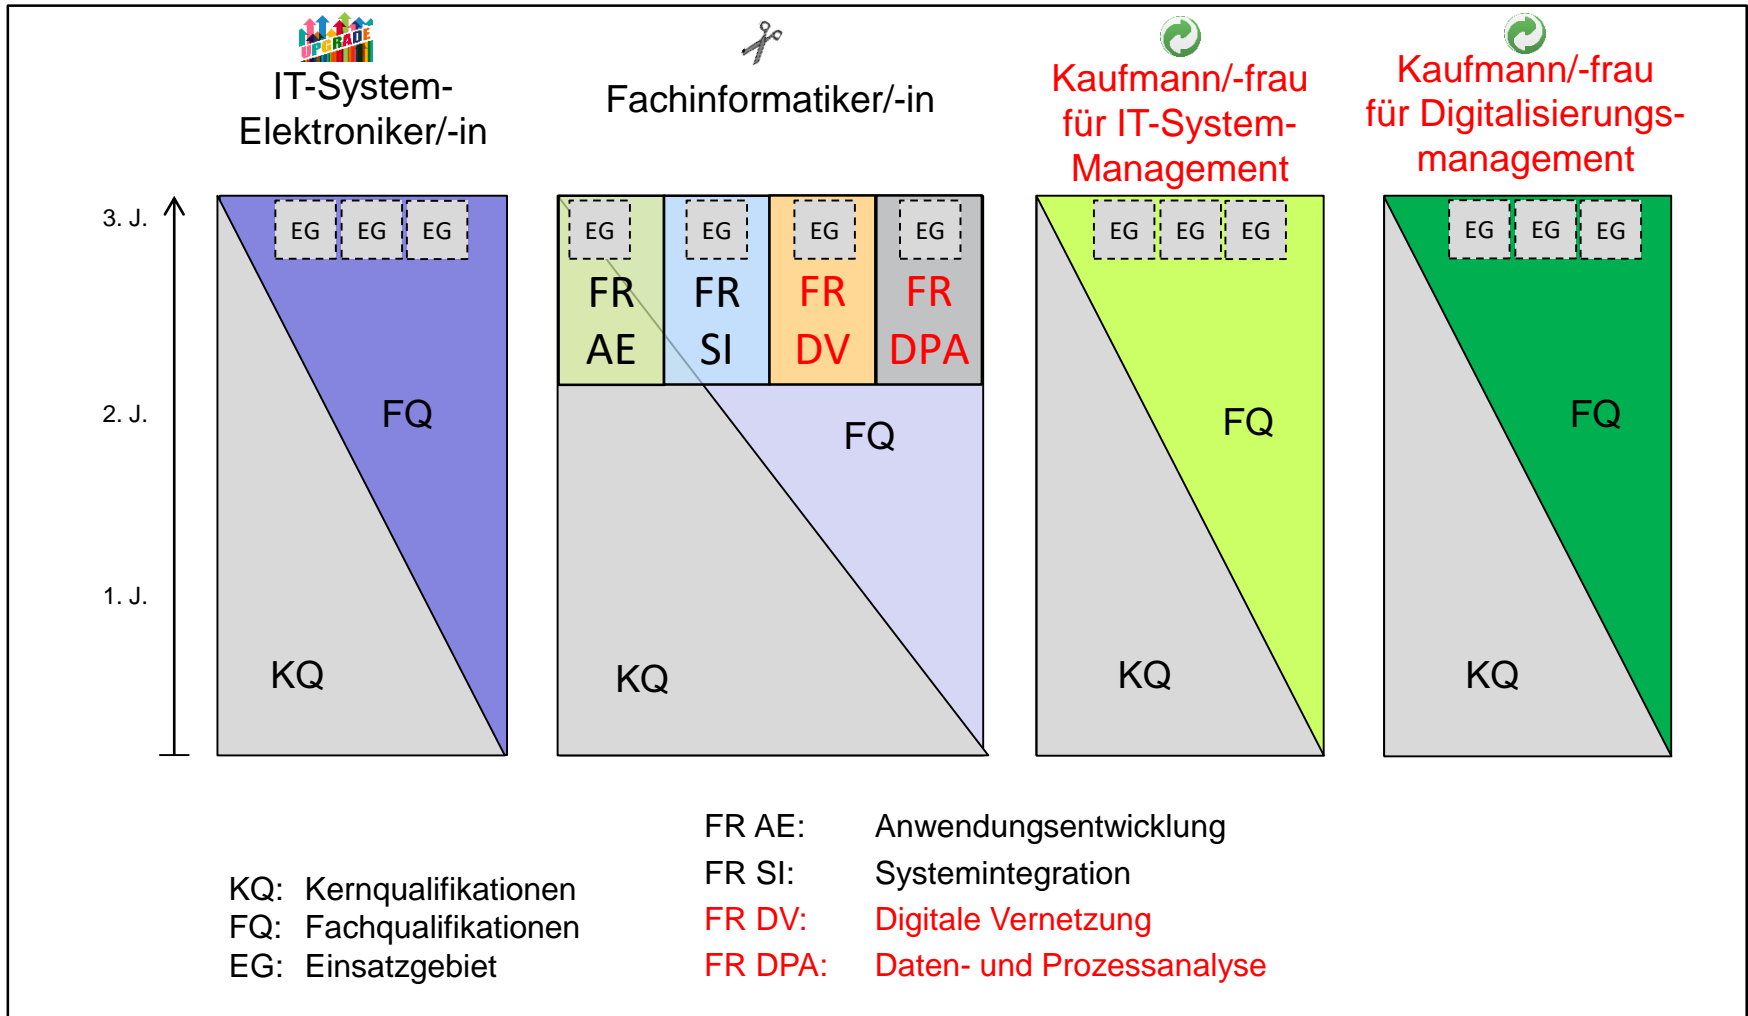 UPGRADE
IT-System-
Elektroniker/-in
Fachinformatiker/-in
Kaufmann/-frau
für IT-System-
Management
Kaufmann/-frau
für Digitalisierungs-
management
3. J.
2. J.
1. J.
EG EG EG
FQ
KQ
EG EG EG EG
FR FR FR FR
AE SI DV DPA
FQ
KQ
EG EG EG
FQ
KQ
EG EG EG
FQ
KQ
KQ: Kernqualifikationen
FQ: Fachqualifikationen
EG: Einsatzgebiet
FR AE: Anwendungsentwicklung
FR SI: Systemintegration
FR DV: Digitale Vernetzung
FR DPA: Daten- und Prozessanalyse